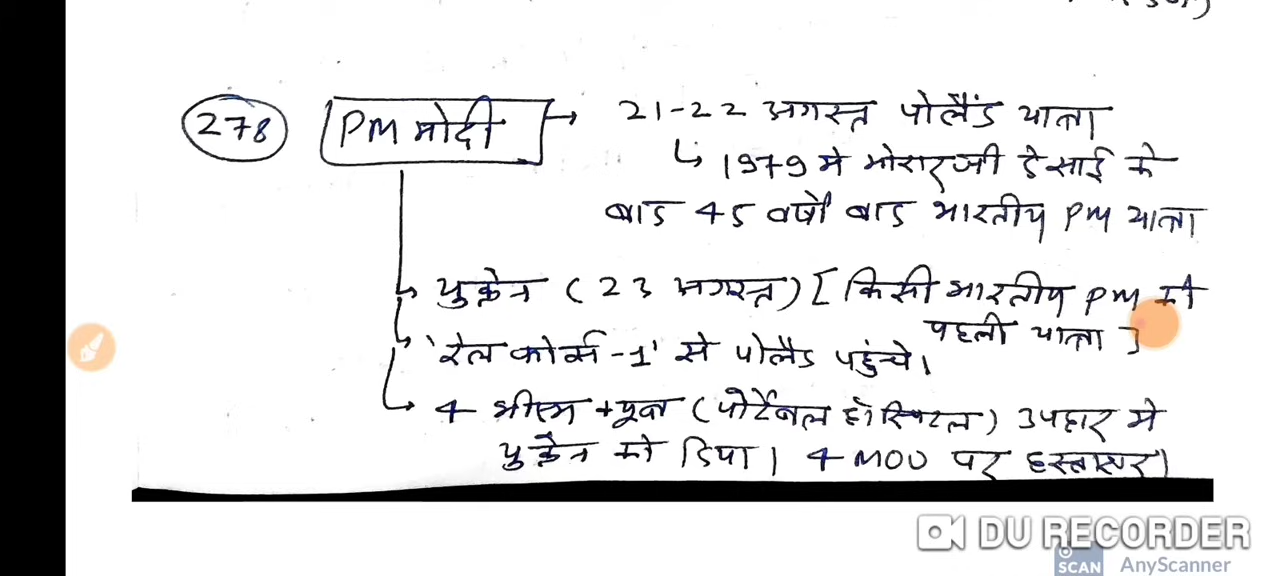 278 PM मोदी → 21-22 अगस्त पोलैंड यात्रा
1979 मे मोरारजी देसाई के
बाद 45 वर्षों बाद भारतीय PM यात्रा
युक्रेन (23 अगस्त) [किसी भारतीय PM की
पहली यात्रा]
'रेल फोर्स-1' से पोलैंड पहुंचे।
4 भीष्म + क्यूब (पोर्टेबल हॉस्पिटल) उपहार मे
युक्रेन को दिया। 4 MOU पर हस्ताक्षर।
DU RECORDER
SCAN AnyScanner